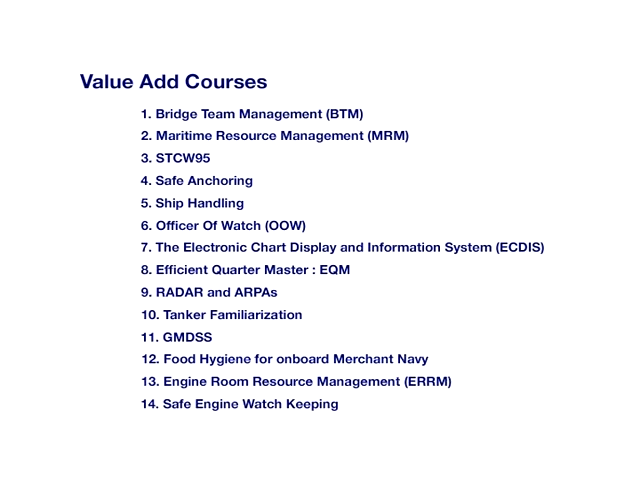 Value Add Courses
1. Bridge Team Management (BTM)
2. Maritime Resource Management (MRM)
3. STCW95
4. Safe Anchoring
5. Ship Handling
6. Officer Of Watch (OOW)
7. The Electronic Chart Display and Information System (ECDIS)
8. Efficient Quarter Master : EQM
9. RADAR and ARPAs
10. Tanker Familiarization
11. GMDSS
12. Food Hygiene for onboard Merchant Navy
13. Engine Room Resource Management (ERRM)
14. Safe Engine Watch Keeping